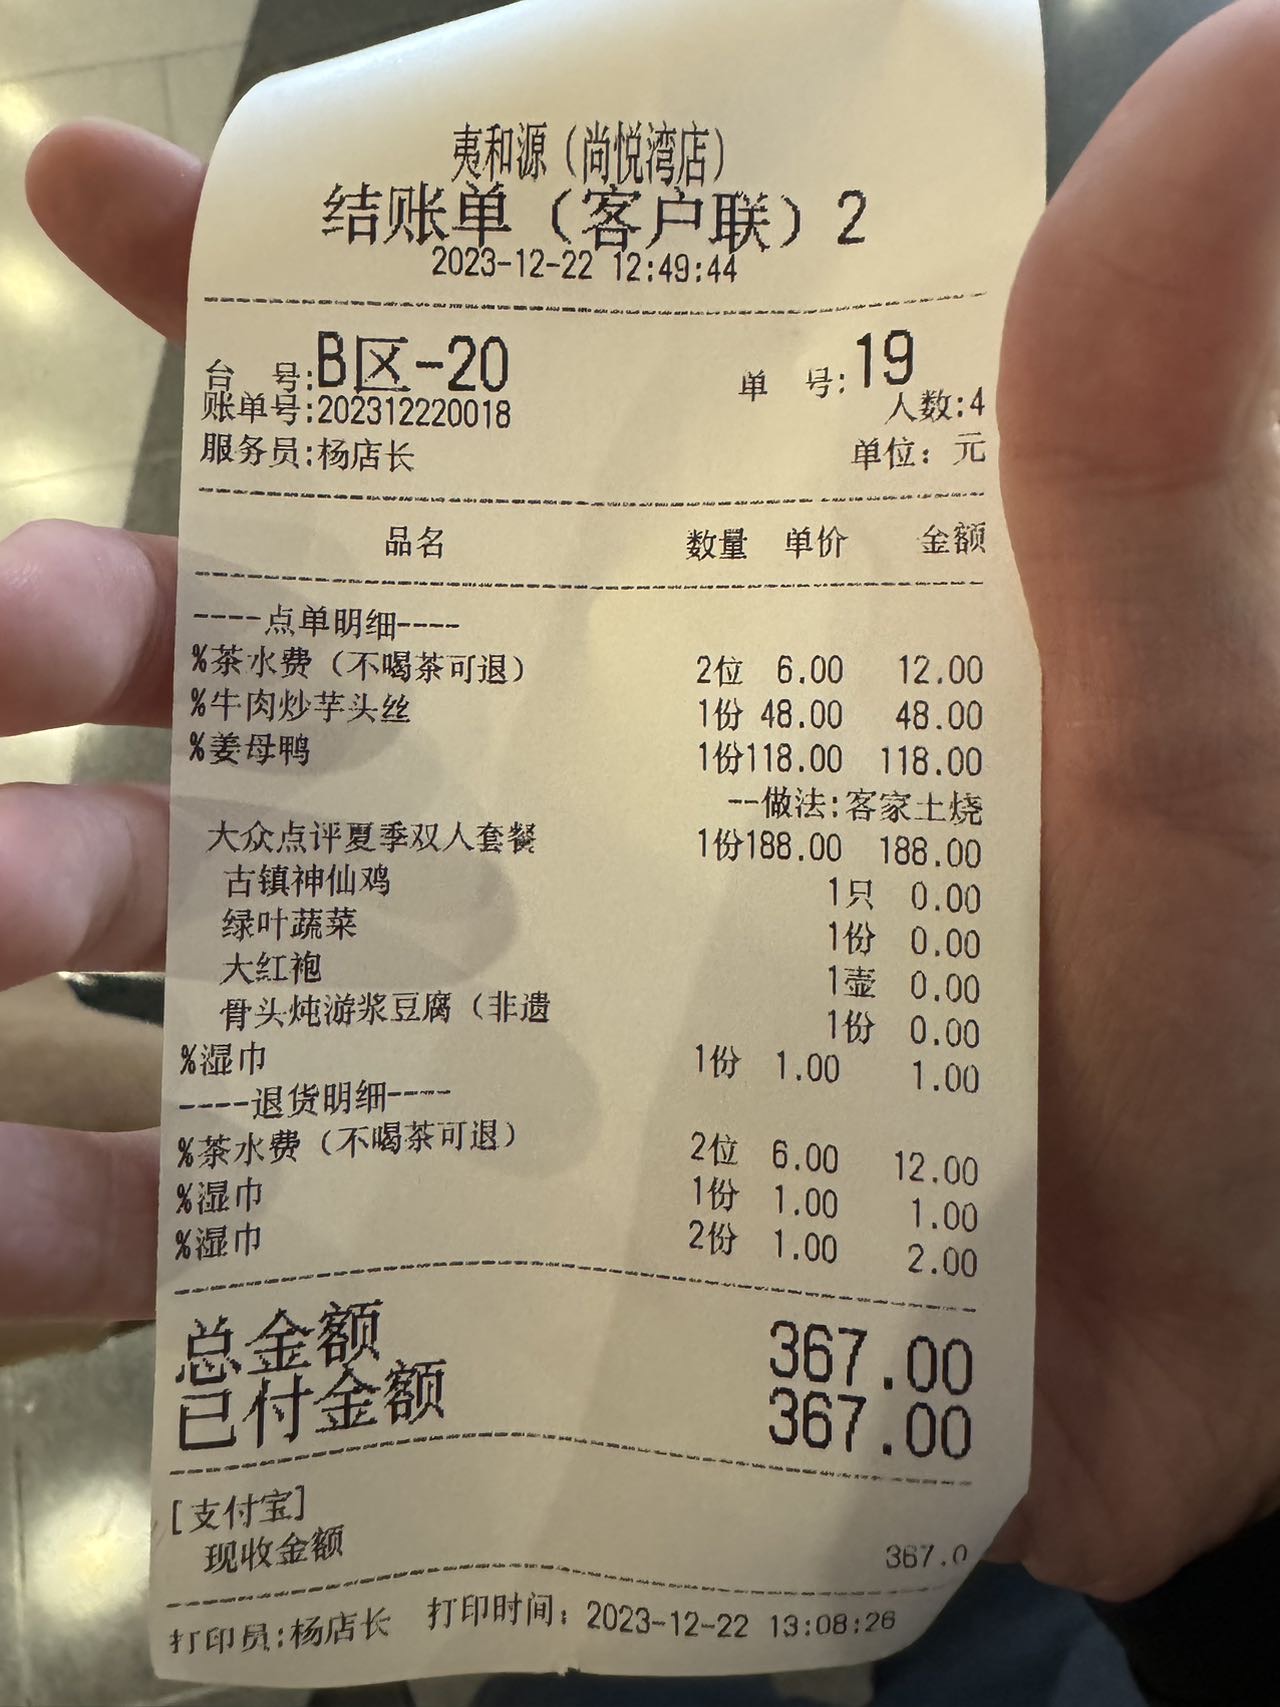 夷和源（尚悦湾店）
结账单（客户联）2
2023-12-22 12:49:44
台 号:B区-20 单 号:19
账单号:202312220018 人数:4
服务员:杨店长 单位：元
品名 数量 单价 金额
----点单明细----
%茶水费（不喝茶可退） 2位 6.00 12.00
%牛肉炒芋头丝 1份 48.00 48.00
%姜母鸭 1份118.00 118.00
--做法:客家土烧
大众点评夏季双人套餐 1份188.00 188.00
古镇神仙鸡 1只 0.00
绿叶蔬菜 1份 0.00
大红袍 1壶 0.00
骨头炖游浆豆腐（非遗 1份 0.00
%湿巾 1份 1.00 1.00
----退货明细----
%茶水费（不喝茶可退） 2位 6.00 12.00
%湿巾 1份 1.00 1.00
%湿巾 2份 1.00 2.00
总金额 367.00
已付金额 367.00
[支付宝]
现收金额 367.0
打印员:杨店长 打印时间：2023-12-22 13:08:26